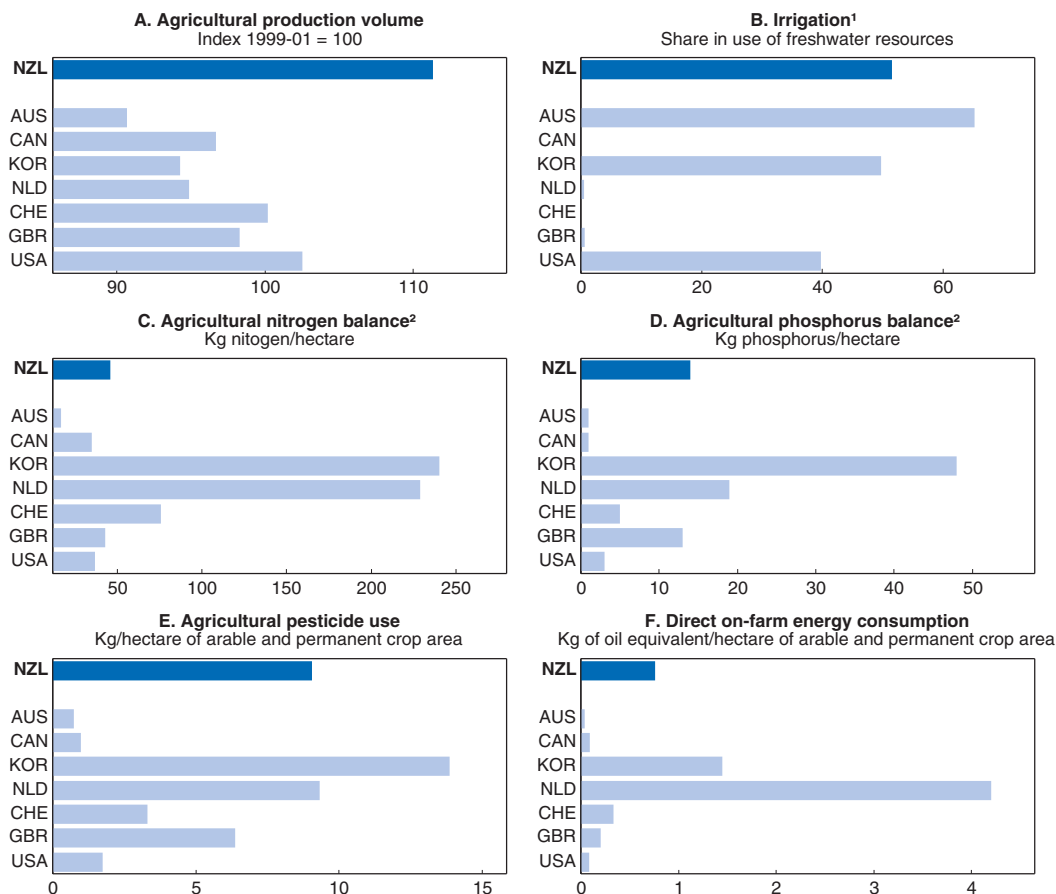 A. Agricultural production volume
Index 1999-01 = 100
NZL
AUS
CAN
KOR
NLD
CHE
GBR
USA
90 100 110
B. Irrigation¹
Share in use of freshwater resources
NZL
AUS
CAN
KOR
NLD
CHE
GBR
USA
0 20 40 60
C. Agricultural nitrogen balance²
Kg nitogen/hectare
NZL
AUS
CAN
KOR
NLD
CHE
GBR
USA
50 100 150 200 250
D. Agricultural phosphorus balance²
Kg phosphorus/hectare
NZL
AUS
CAN
KOR
NLD
CHE
GBR
USA
0 10 20 30 40 50
E. Agricultural pesticide use
Kg/hectare of arable and permanent crop area
NZL
AUS
CAN
KOR
NLD
CHE
GBR
USA
0 5 10 15
F. Direct on-farm energy consumption
Kg of oil equivalent/hectare of arable and permanent crop area
NZL
AUS
CAN
KOR
NLD
CHE
GBR
USA
0 1 2 3 4